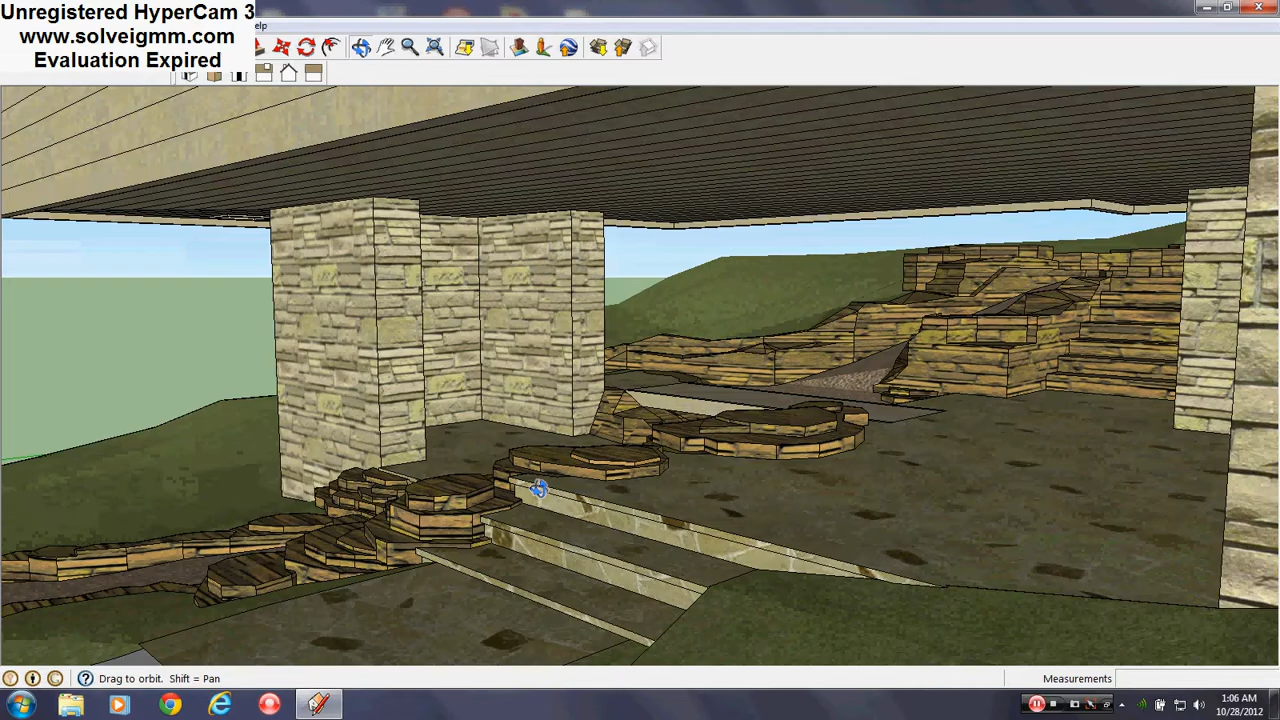 Unregistered HyperCam 3
www.solveigmm.com
Evaluation Expired
elp
Drag to orbit. Shift = Pan
Measurements
1:06 AM
10/28/2012